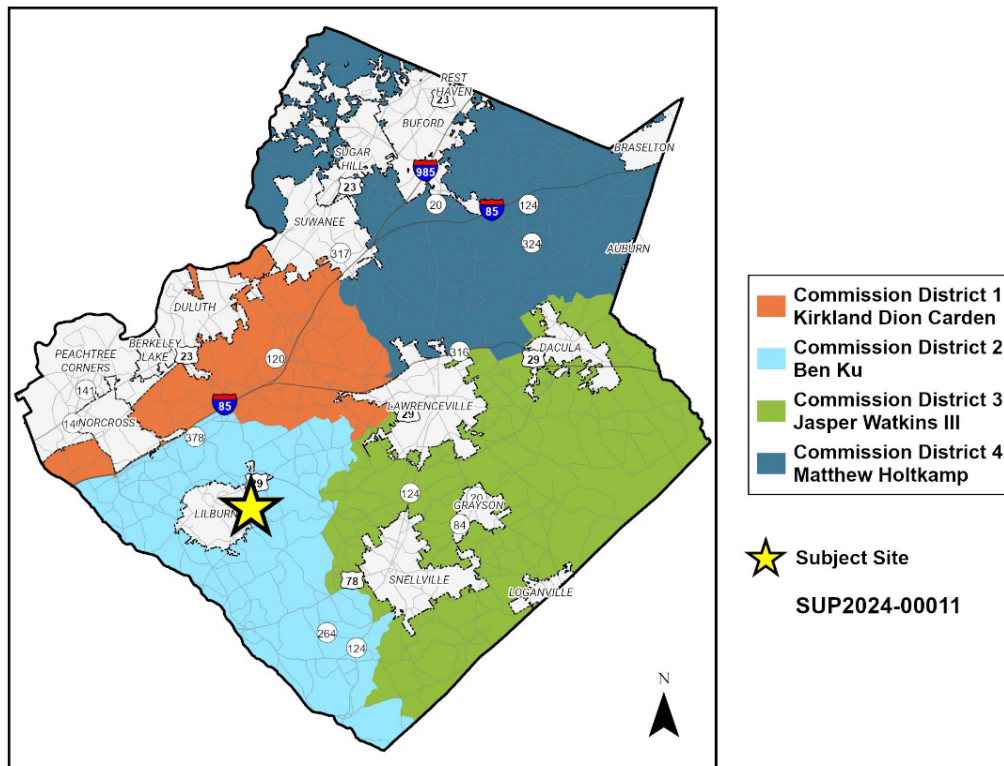 REST
HAVEN
23
BUFORD
BRASELTON
SUGAR
HILL
985
23
20
85
124
SUWANEE
324
AUBURN
317
DULUTH
BERKELEY
LAKE
PEACHTREE
CORNERS
23
120
316
29
DACULA
141
85
LAWRENCEVILLE
29
14
NORCROSS
378
29
LILBURN
124
20
GRAYSON
84
78
SNELLVILLE
LOGANVILLE
264
124
N
Commission District 1
Kirkland Dion Carden
Commission District 2
Ben Ku
Commission District 3
Jasper Watkins III
Commission District 4
Matthew Holtkamp
Subject Site
SUP2024-00011